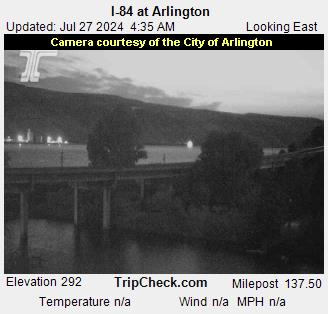 I-84 at Arlington
Updated: Jul 27 2024 4:35 AM Looking East
Camera courtesy of the City of Arlington
Elevation 292 TripCheck.com Milepost 137.50
Temperature n/a Wind n/a MPH n/a